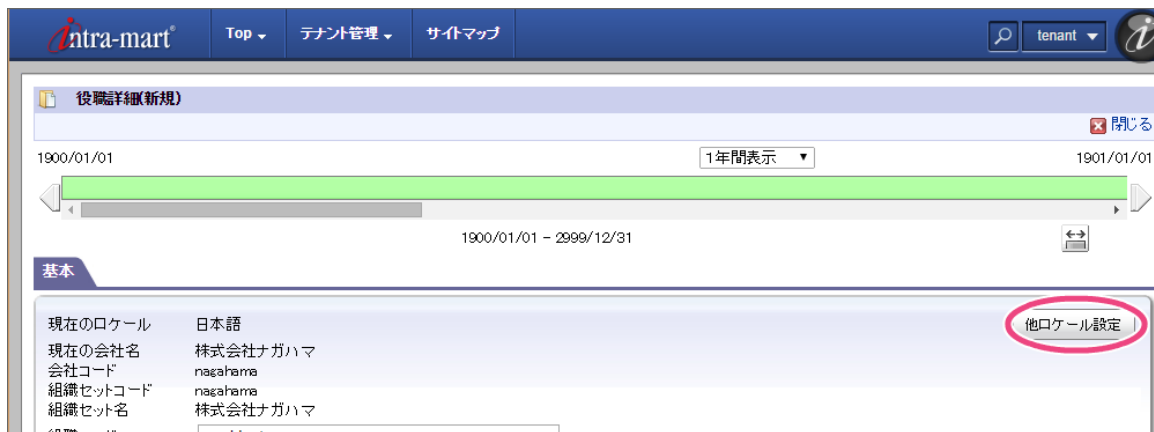 intra-mart® Top テナント管理 サイトマップ tenant
役職詳細(新規)
閉じる
1900/01/01 1年間表示 1901/01/01
1900/01/01 - 2999/12/31
基本
現在のロケール 日本語 他ロケール設定
現在の会社名 株式会社ナガハマ
会社コード nagahama
組織セットコード nagahama
組織セット名 株式会社ナガハマ